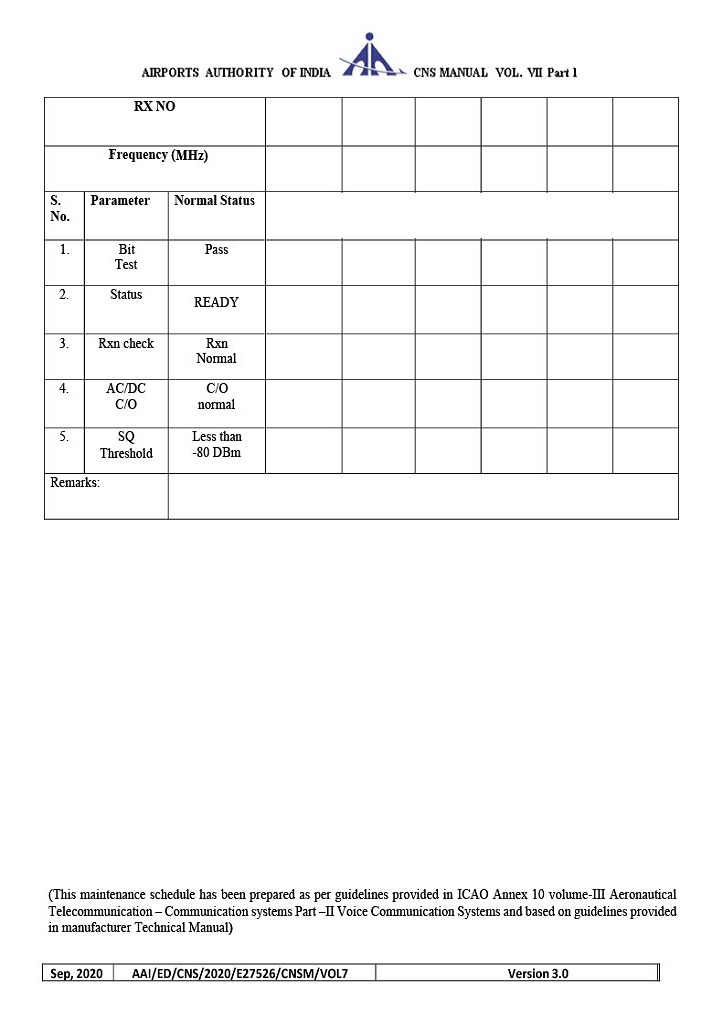 AIRPORTS AUTHORITY OF INDIA CNS MANUAL VOL. VII Part 1
RX NO
Frequency (MHz)
S. No. Parameter Normal Status
1. Bit Test Pass
2. Status READY
3. Rxn check Rxn Normal
4. AC/DC C/O C/O normal
5. SQ Threshold Less than -80 DBm
Remarks:
(This maintenance schedule has been prepared as per guidelines provided in ICAO Annex 10 volume-III Aeronautical
Telecommunication – Communication systems Part –II Voice Communication Systems and based on guidelines provided
in manufacturer Technical Manual)
Sep, 2020 AAI/ED/CNS/2020/E27526/CNSM/VOL7 Version 3.0